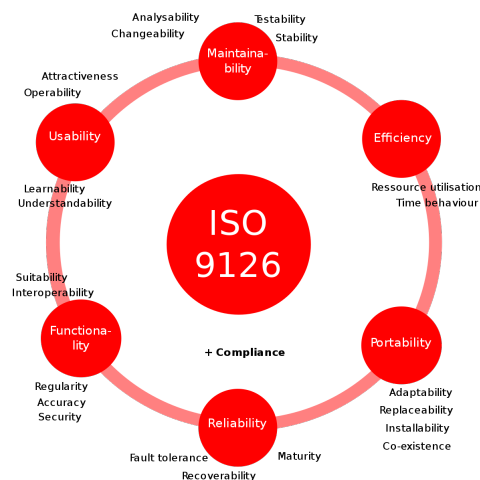 Analysability
Testability
Changeability
Stability
Maintaina-
bility
Attractiveness
Operability
Usability
Efficiency
Learnability
Understandability
Ressource utilisation
Time behaviour
ISO
9126
Suitability
Interoperability
Functiona-
lity
Portability
+ Compliance
Regularity
Accuracy
Security
Adaptability
Replaceability
Installability
Co-existence
Reliability
Fault tolerance
Maturity
Recoverability